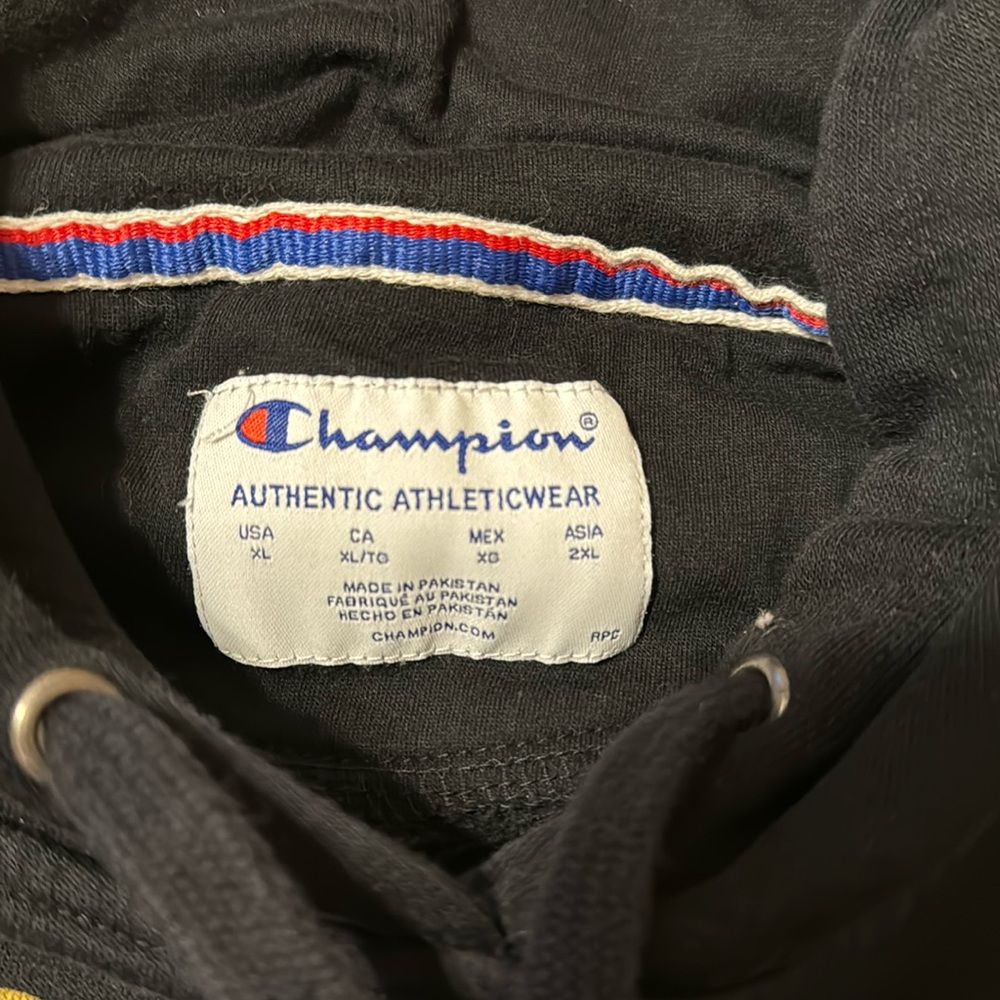 Champion®
AUTHENTIC ATHLETICWEAR
USA CA MEX ASIA
XL XL/TG XG 2XL
MADE IN PAKISTAN
FABRIQUÉ AU PAKISTAN
HECHO EN PAKISTÁN
CHAMPION.COM RPC